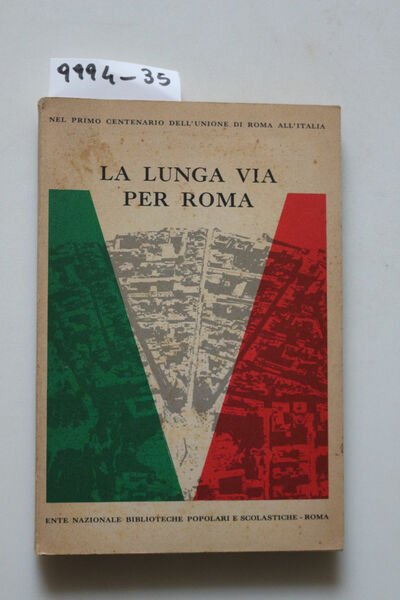 9994-35
NEL PRIMO CENTENARIO DELL'UNIONE DI ROMA ALL'ITALIA
LA LUNGA VIA
PER ROMA
ENTE NAZIONALE BIBLIOTECHE POPOLARI E SCOLASTICHE - ROMA